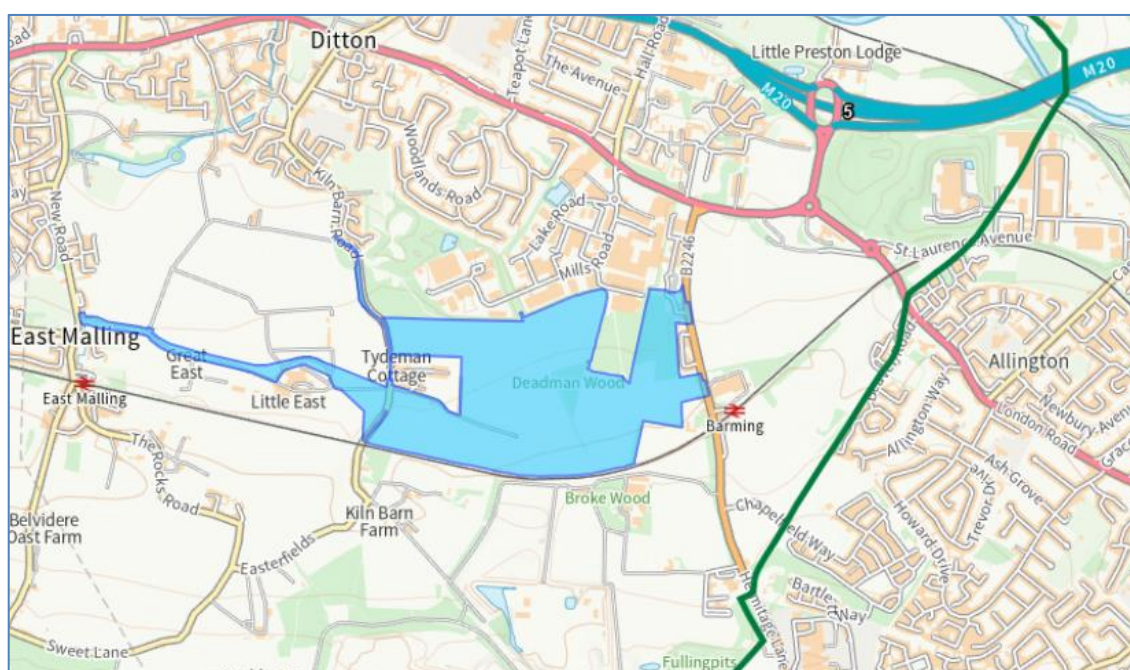 Road
Ditton
Teapot Lane
The Avenue
Hall Road
Little Preston Lodge
M20
M20
5
Woodlands Road
Kiln Barn Road
New Road
Lake Road
Mills Road
B2246
St Laurence Avenue
East Malling
Great
East
Tydeman
Cottage
Little East
Deadman Wood
East Malling
Barming
Allington
Allington Way
London Road
Newbury Avenue
Ash Grove
Trevor Drive
Howard Drive
The Rocks Road
Broke Wood
Kiln Barn
Farm
Belvidere
Oast Farm
Easterfields
Chapelfield Way
Hermitage Lane
Sweet Lane
Fullingpits